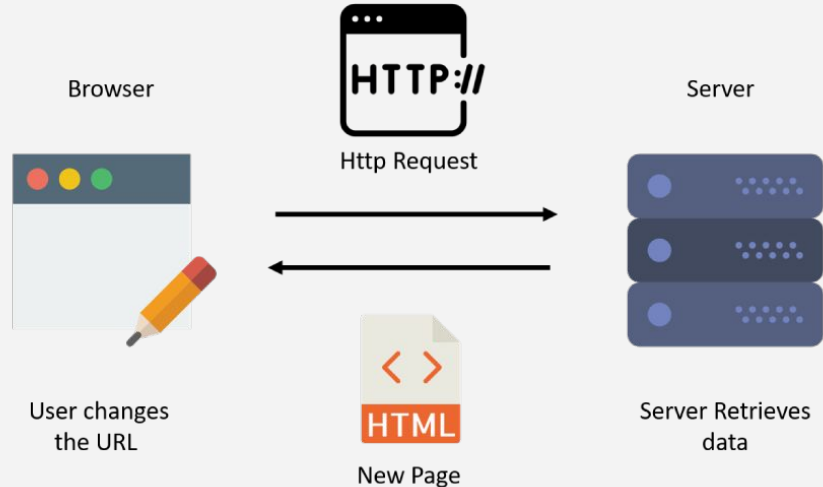 Browser
HTTP://
Http Request
Server
User changes
the URL
HTML
New Page
Server Retrieves
data